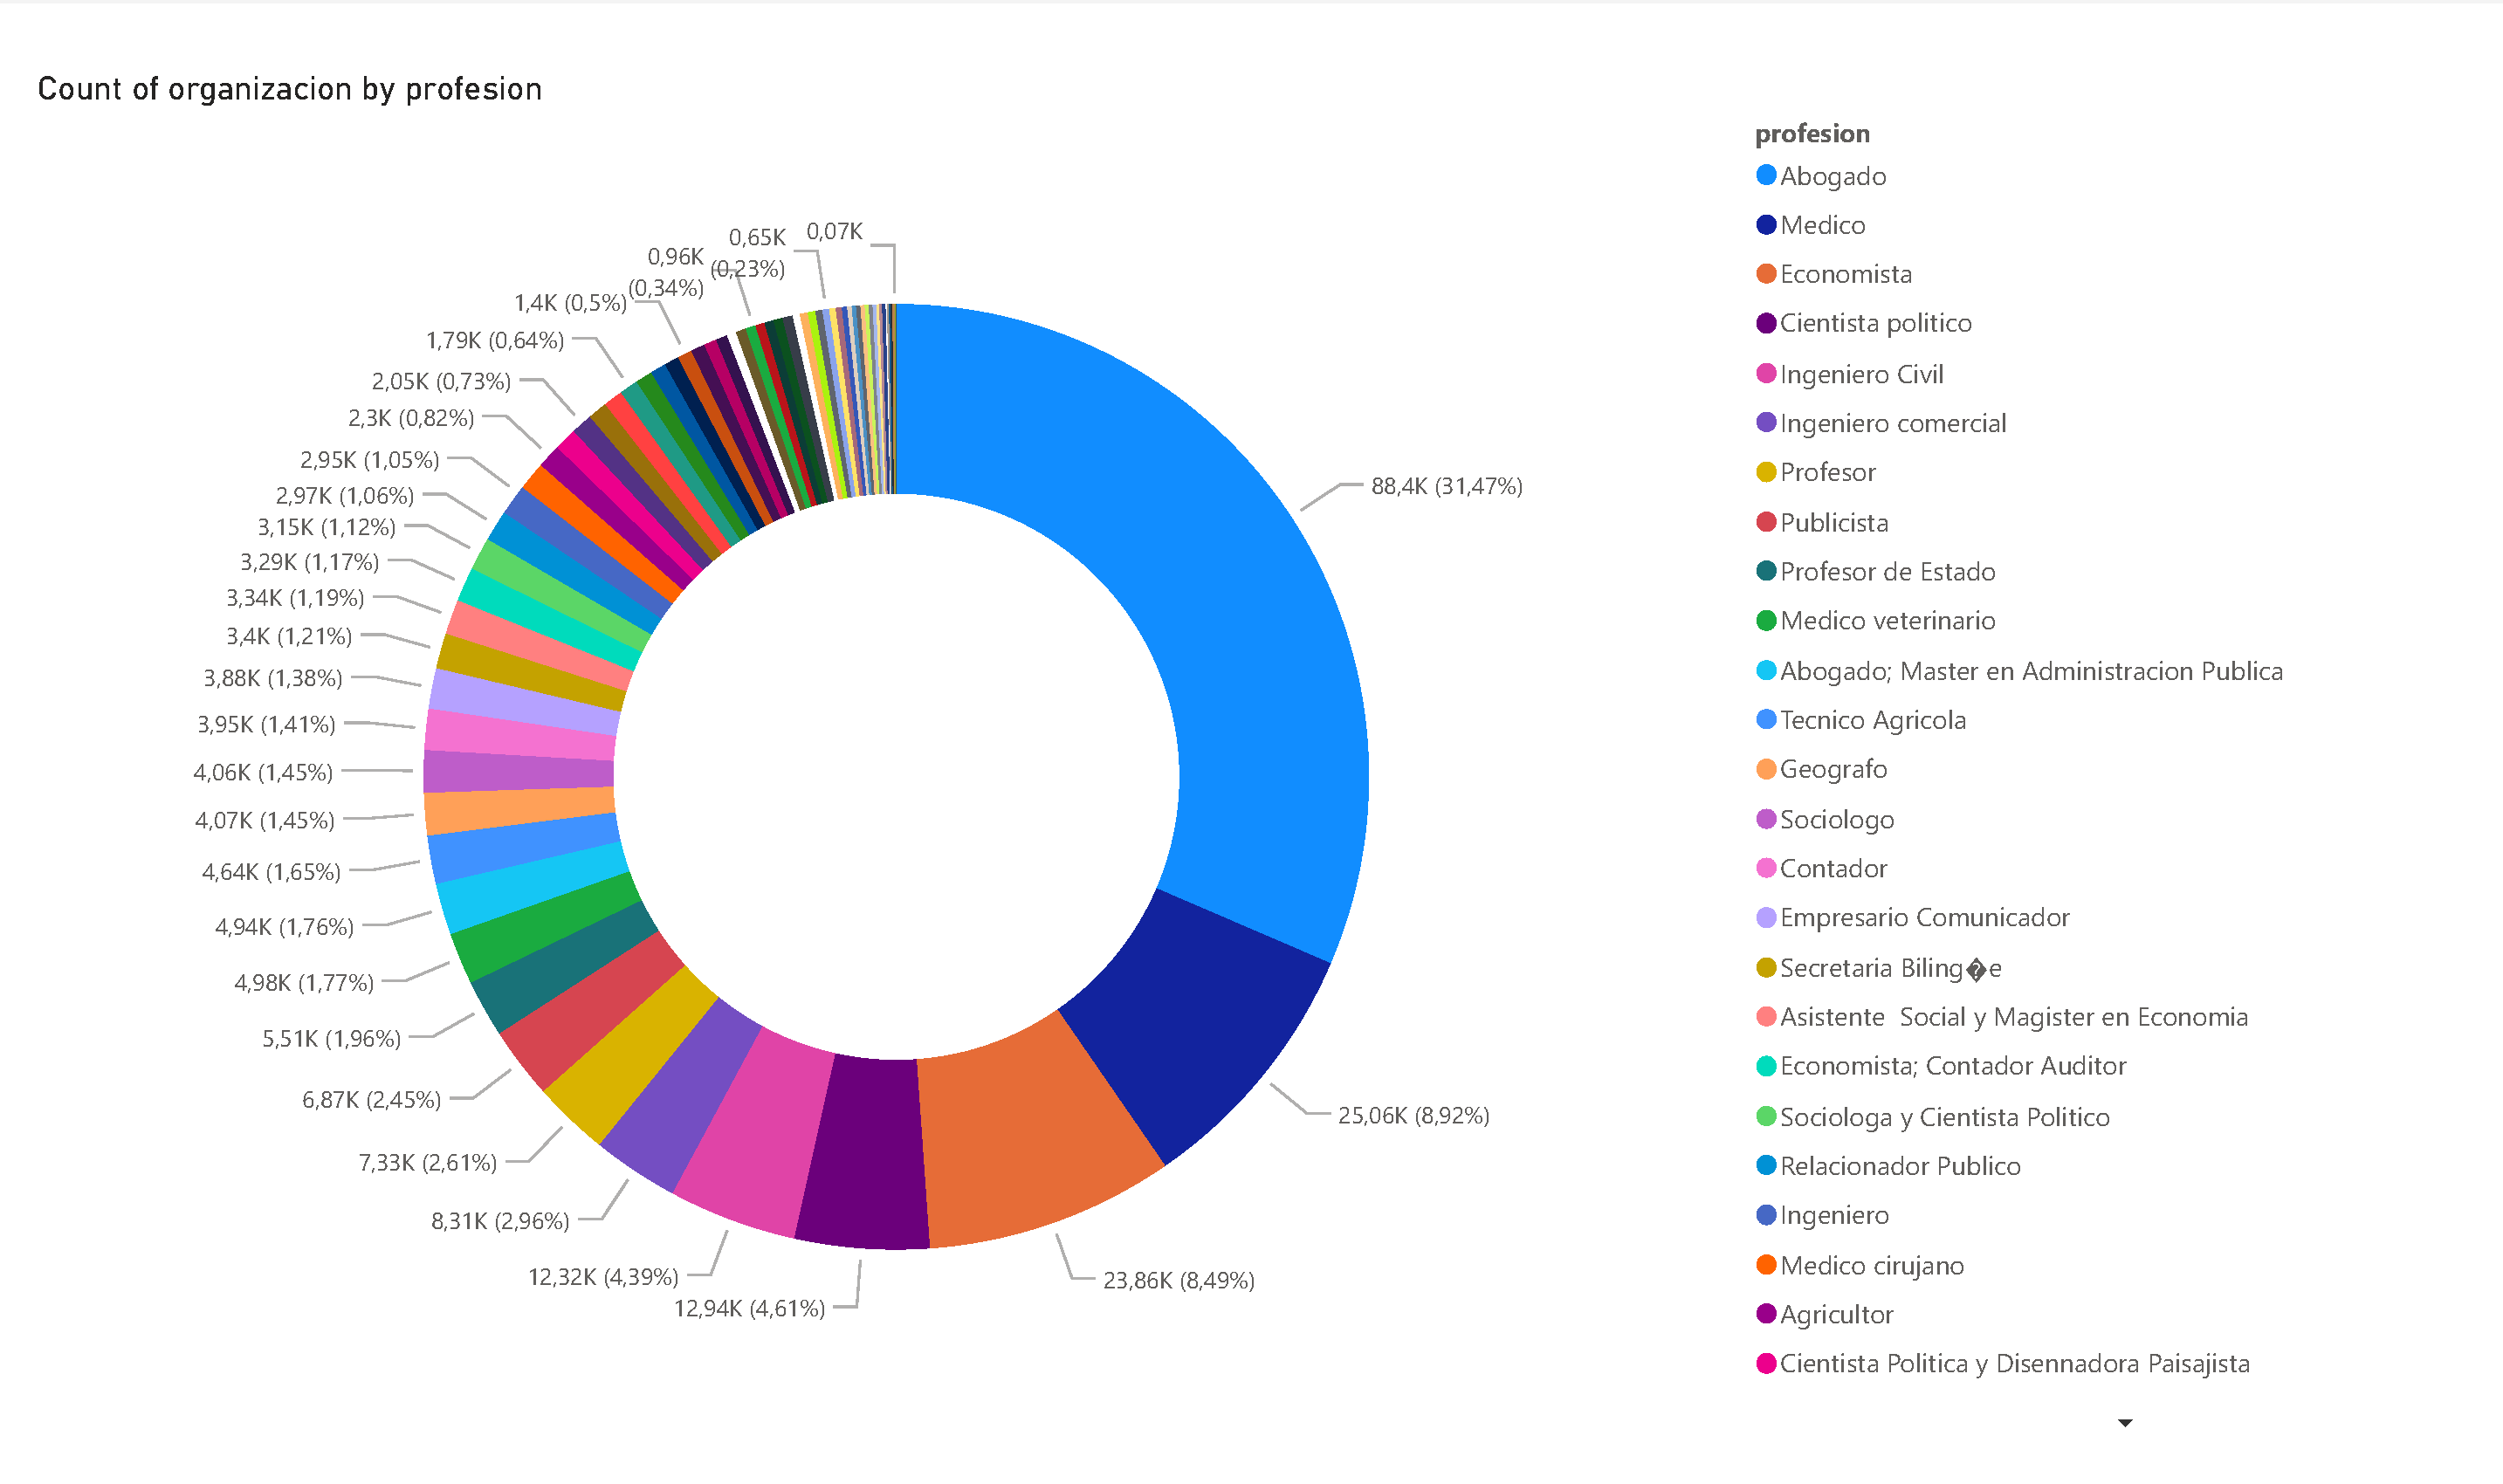 Count of organizacion by profesion
0,65K
0,07K
0,96K
(0,23%)
(0,34%)
1,4K (0,5%)
1,79K (0,64%)
2,05K (0,73%)
2,3K (0,82%)
2,95K (1,05%)
2,97K (1,06%)
3,15K (1,12%)
3,29K (1,17%)
3,34K (1,19%)
3,4K (1,21%)
3,88K (1,38%)
3,95K (1,41%)
4,06K (1,45%)
4,07K (1,45%)
4,64K (1,65%)
4,94K (1,76%)
4,98K (1,77%)
5,51K (1,96%)
6,87K (2,45%)
7,33K (2,61%)
8,31K (2,96%)
12,32K (4,39%)
12,94K (4,61%)
23,86K (8,49%)
25,06K (8,92%)
88,4K (31,47%)
profesion
Abogado
Medico
Economista
Cientista politico
Ingeniero Civil
Ingeniero comercial
Profesor
Publicista
Profesor de Estado
Medico veterinario
Abogado; Master en Administracion Publica
Tecnico Agricola
Geografo
Sociologo
Contador
Empresario Comunicador
Secretaria Biling�e
Asistente  Social y Magister en Economia
Economista; Contador Auditor
Sociologa y Cientista Politico
Relacionador Publico
Ingeniero
Medico cirujano
Agricultor
Cientista Politica y Disennadora Paisajista